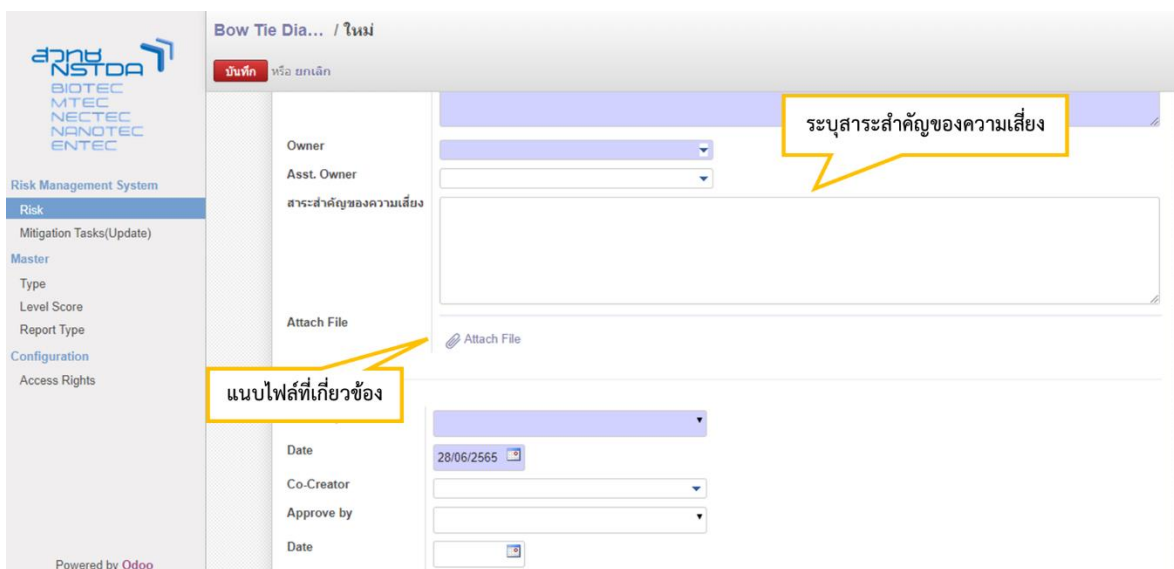 Bow Tie Dia... / ใหม่
บันทึก หรือ ยกเลิก
สวทช
NSTDA
BIOTEC
MTEC
NECTEC
NANOTEC
ENTEC
Risk Management System
Risk
Mitigation Tasks(Update)
Master
Type
Level Score
Report Type
Configuration
Access Rights
Powered by Odoo
ระบุสาระสำคัญของความเสี่ยง
Owner
Asst. Owner
สาระสำคัญของความเสี่ยง
Attach File
Attach File
แนบไฟล์ที่เกี่ยวข้อง
Date
28/06/2565
Co-Creator
Approve by
Date